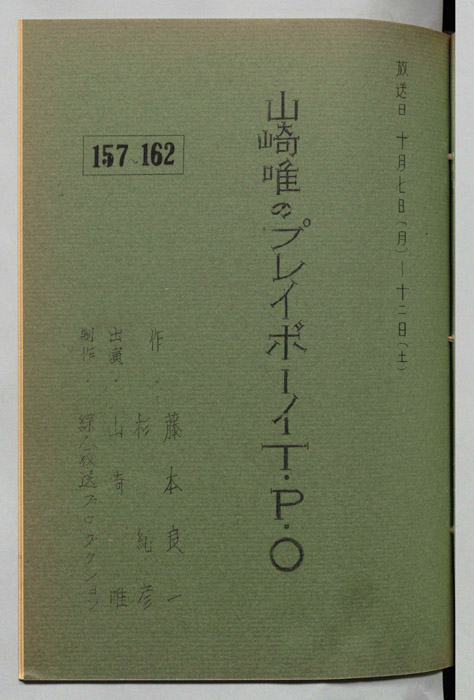 放送日 十月七日(月)ー十二日(土)
山崎唯のプレイボーイT・P・O
157〜162
作・藤本良一
杉紀彦
出演・山崎唯
制作・綜合放送プロダクション